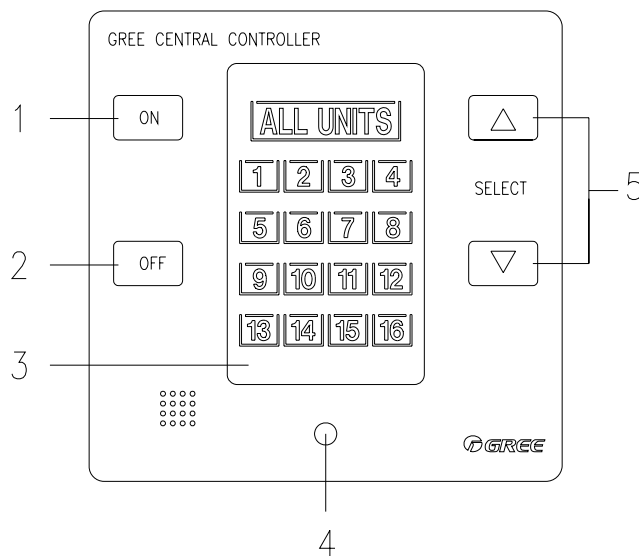 GREE CENTRAL CONTROLLER
1 ON ALL UNITS △
1 2 3 4
SELECT 5
5 6 7 8
2 OFF ▽
9 10 11 12
13 14 15 16
3
GREE
4